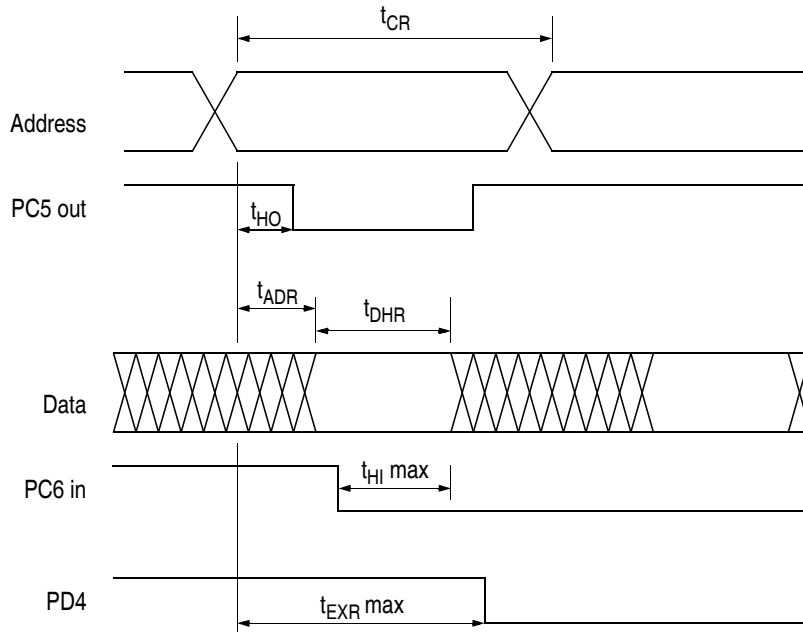 tCR
Address
PC5 out
tHO
tADR
tDHR
Data
PC6 in
tHI max
PD4
tEXR max